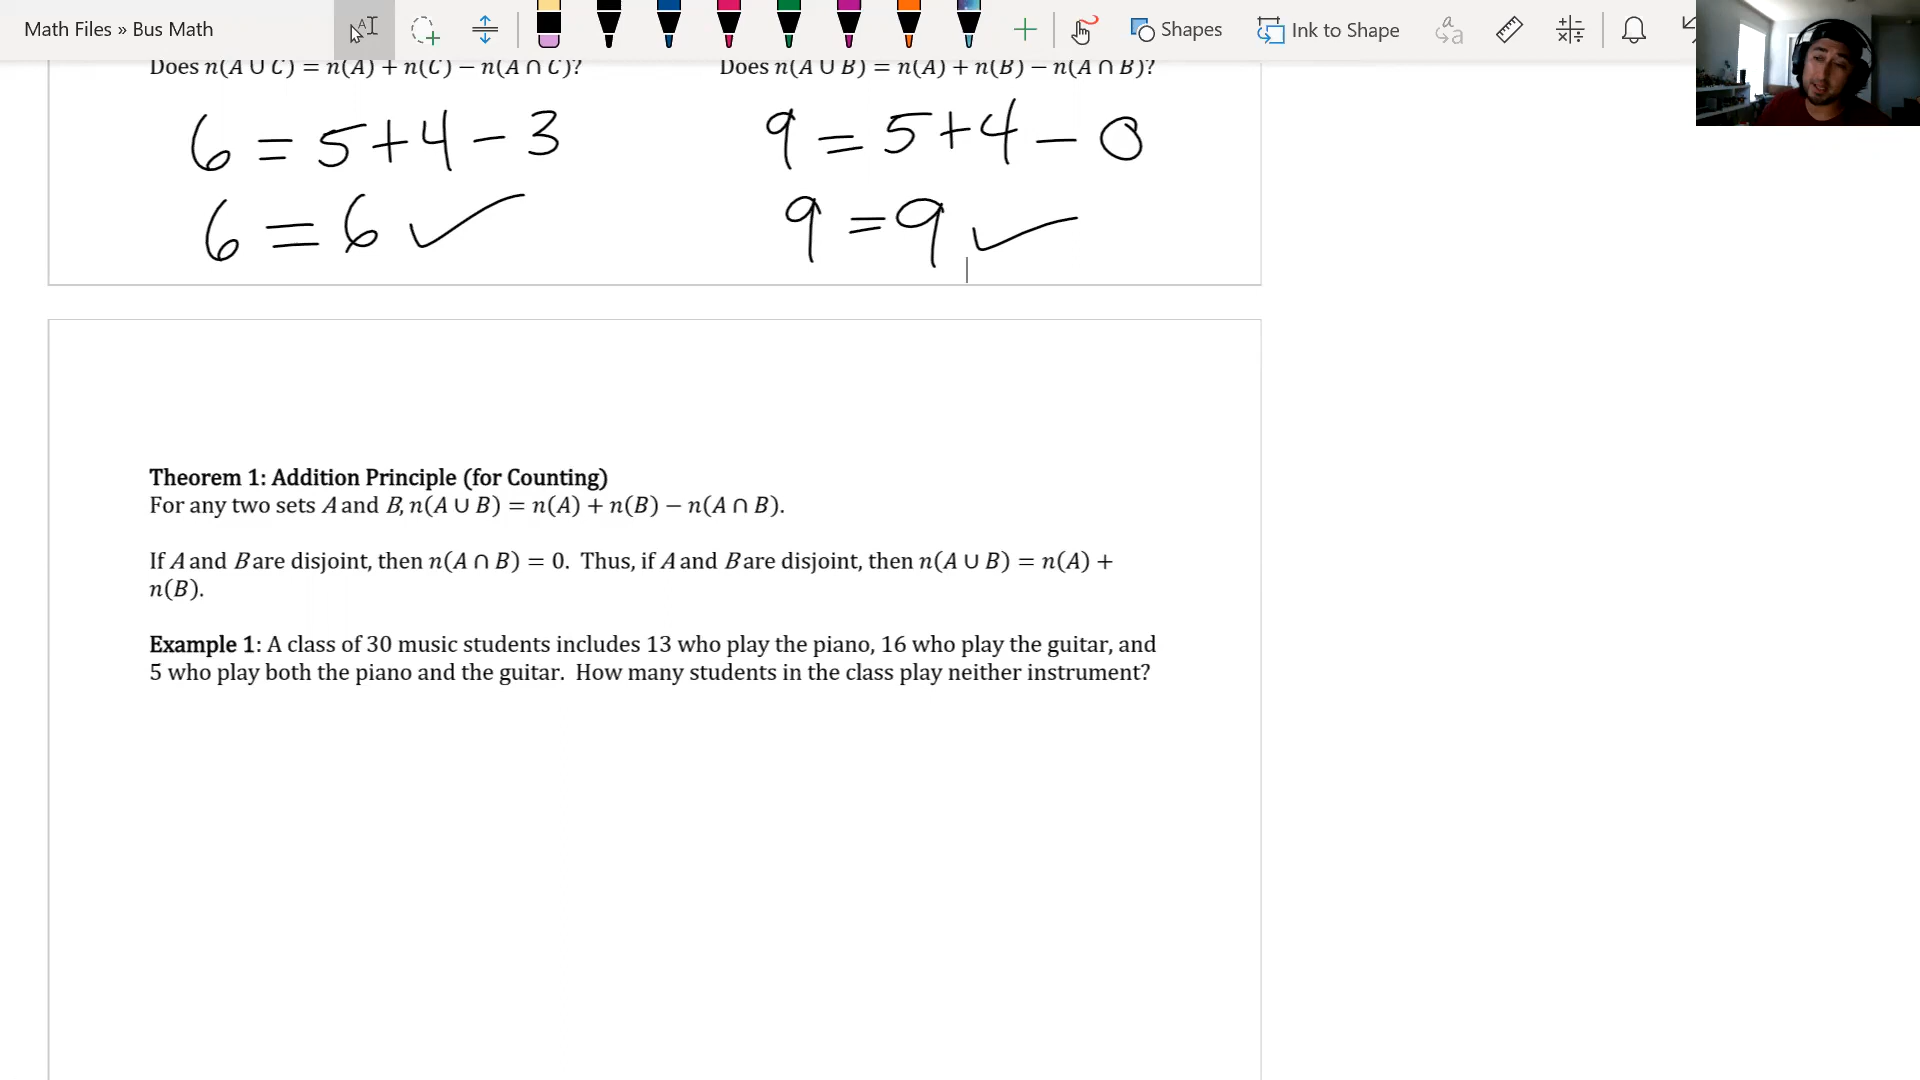 Math Files » Bus Math
Shapes
Ink to Shape
Does n(A ∪ C) = n(A) + n(C) − n(A ∩ C)?
6 = 5+4 − 3
6 = 6 ✓
Does n(A ∪ B) = n(A) + n(B) − n(A ∩ B)?
9 = 5+4 − 0
9 = 9 ✓
Theorem 1: Addition Principle (for Counting)
For any two sets A and B, n(A ∪ B) = n(A) + n(B) − n(A ∩ B).
If A and B are disjoint, then n(A ∩ B) = 0.  Thus, if A and B are disjoint, then n(A ∪ B) = n(A) +
n(B).
Example 1: A class of 30 music students includes 13 who play the piano, 16 who play the guitar, and
5 who play both the piano and the guitar.  How many students in the class play neither instrument?